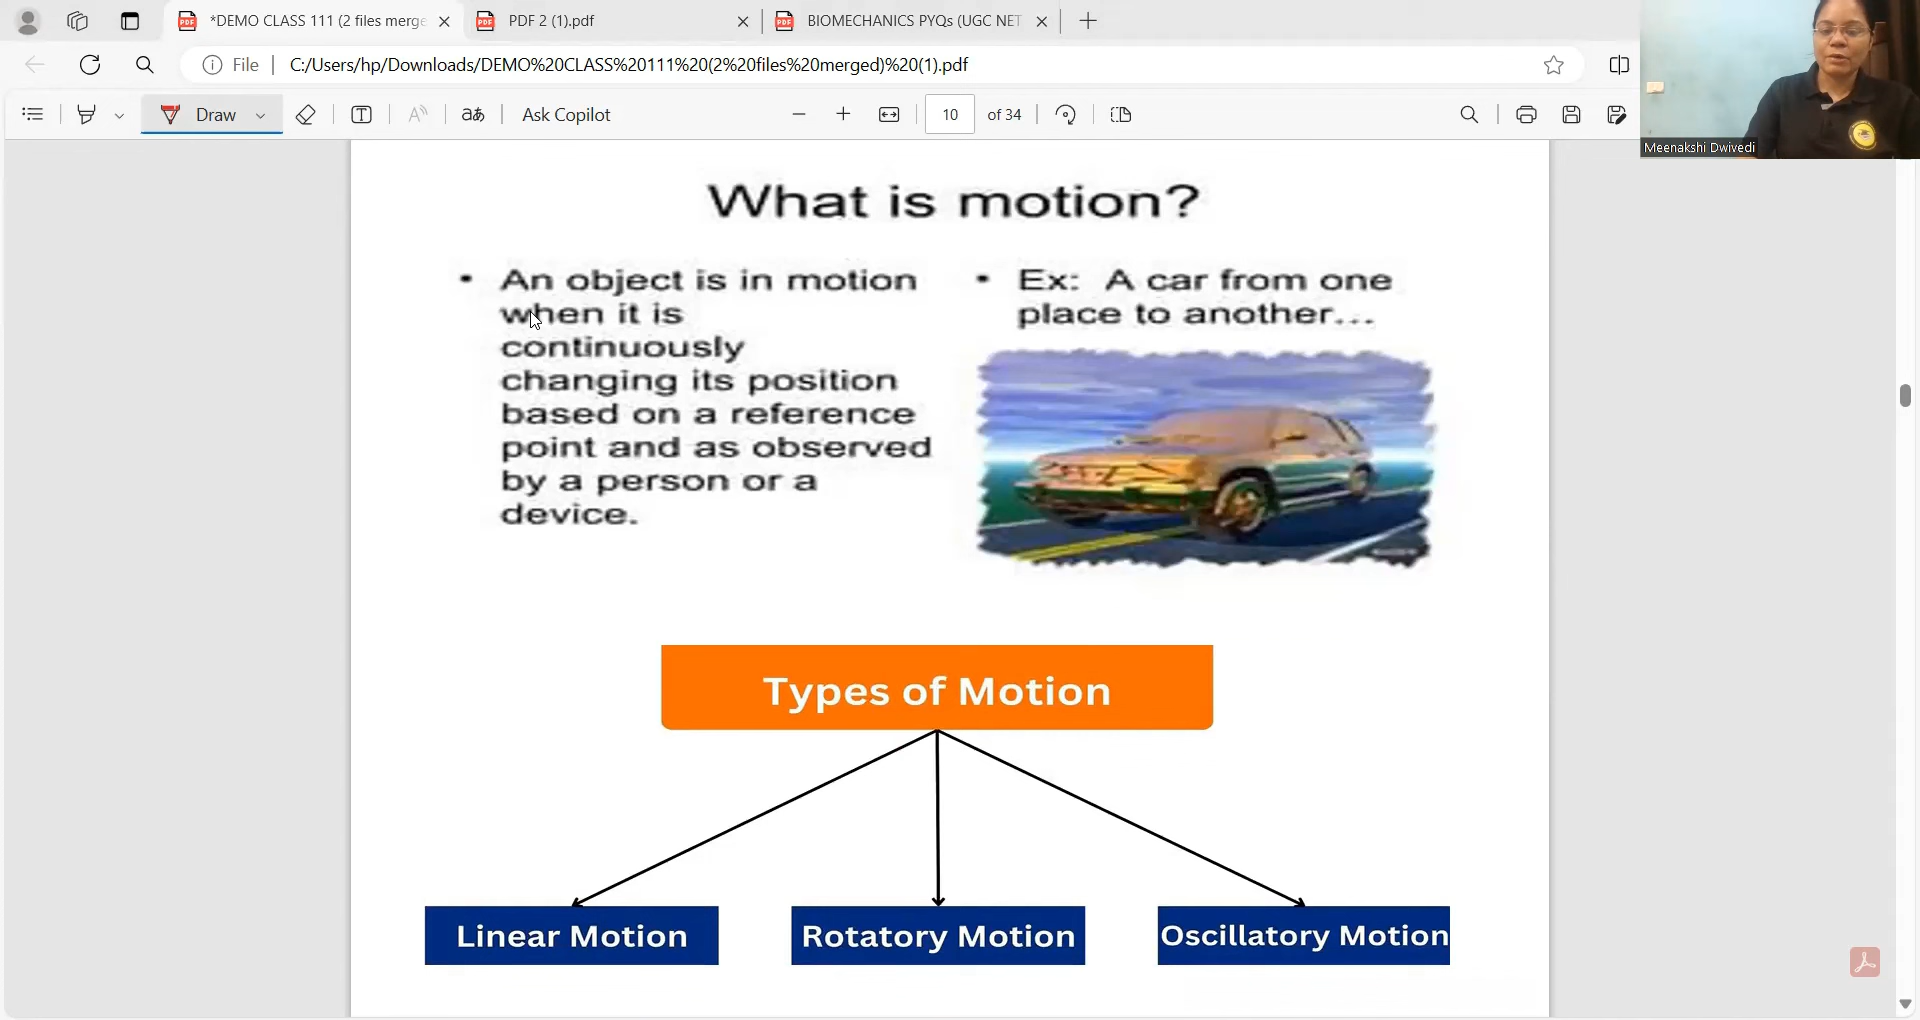 *DEMO CLASS 111 (2 files merge
PDF 2 (1).pdf
BIOMECHANICS PYQs (UGC NET
File
C:/Users/hp/Downloads/DEMO%20CLASS%20111%20(2%20files%20merged)%20(1).pdf
Draw
aあ
Ask Copilot
10 of 34
Meenakshi Dwivedi
What is motion?
• An object is in motion
when it is
continuously
changing its position
based on a reference
point and as observed
by a person or a
device.
• Ex: A car from one
place to another...
Types of Motion
Linear Motion
Rotatory Motion
Oscillatory Motion